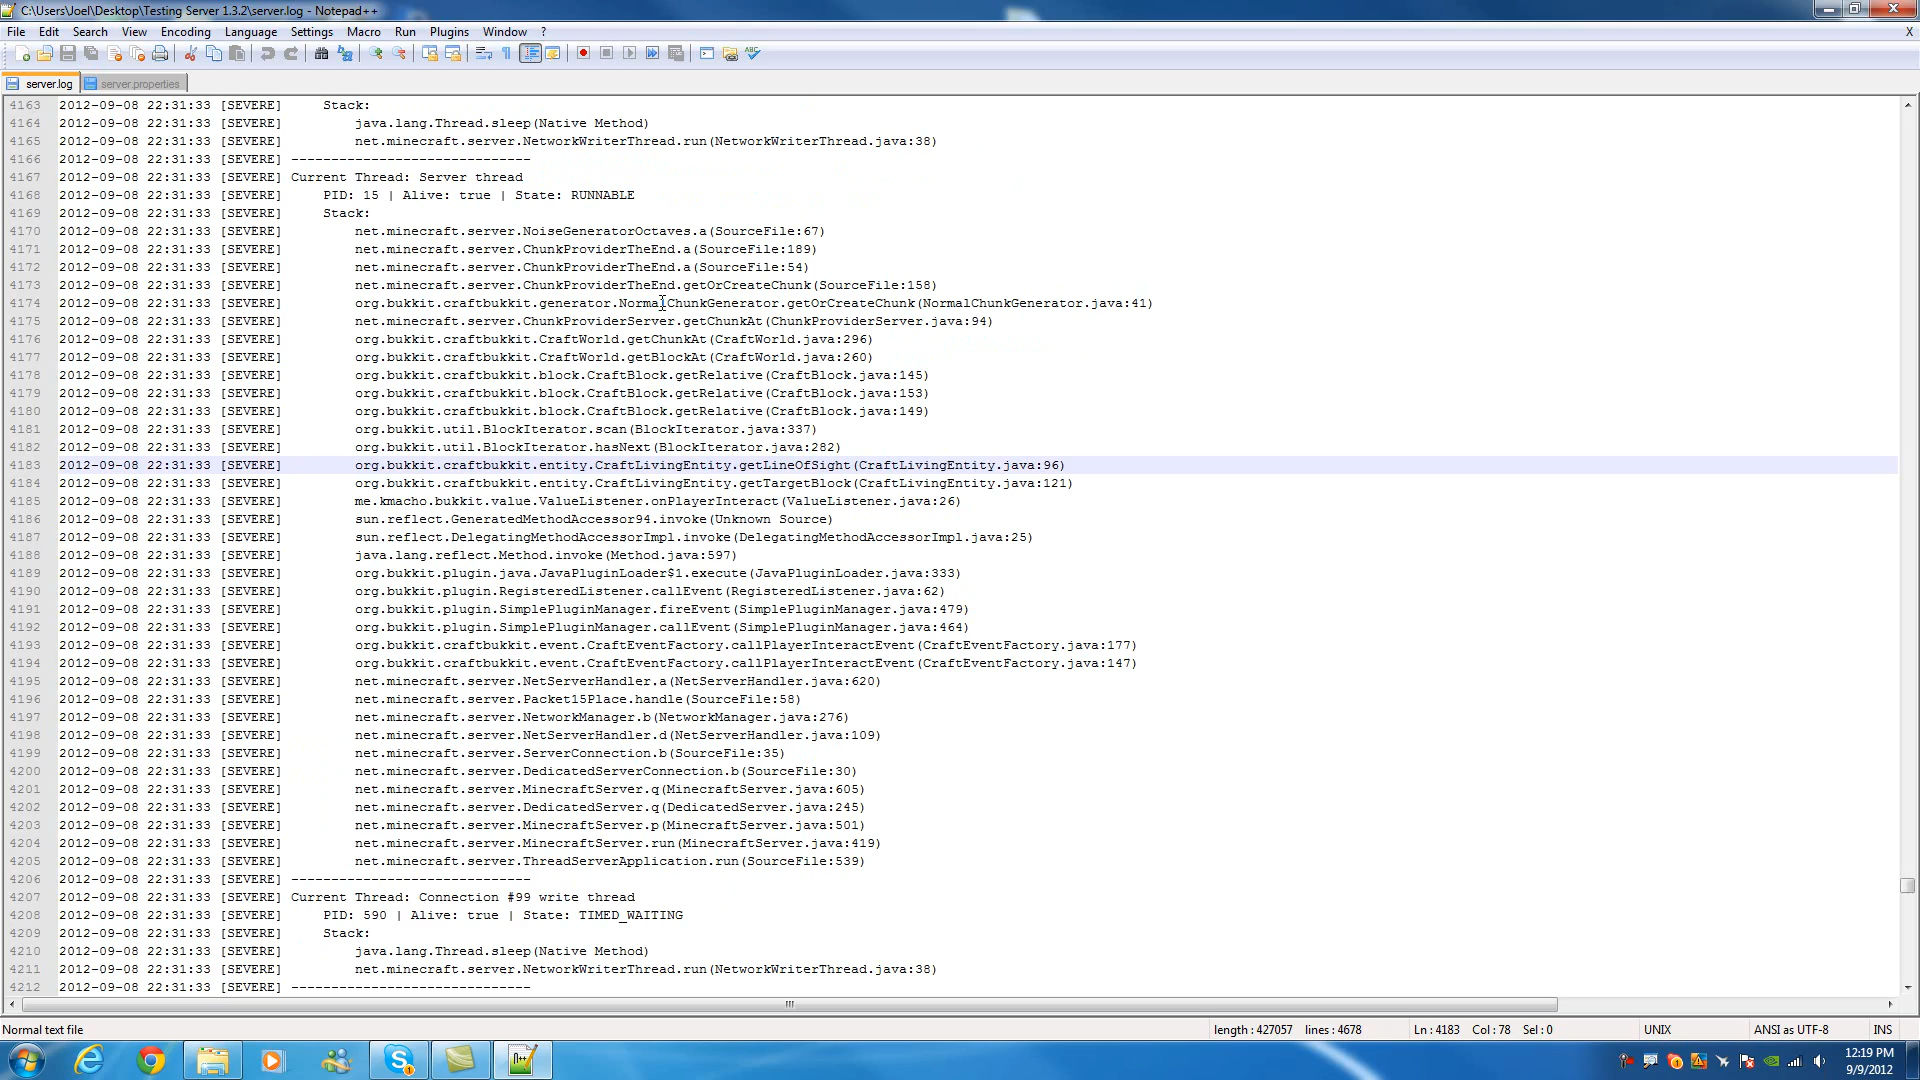 C:\Users\Joel\Desktop\Testing Server 1.3.2\server.log - Notepad++
File Edit Search View Encoding Language Settings Macro Run Plugins Window ? X
server.log server.properties
4163 2012-09-08 22:31:33 [SEVERE] Stack:
4164 2012-09-08 22:31:33 [SEVERE] java.lang.Thread.sleep(Native Method)
4165 2012-09-08 22:31:33 [SEVERE] net.minecraft.server.NetworkWriterThread.run(NetworkWriterThread.java:38)
4166 2012-09-08 22:31:33 [SEVERE] ------------------------------
4167 2012-09-08 22:31:33 [SEVERE] Current Thread: Server thread
4168 2012-09-08 22:31:33 [SEVERE] PID: 15 | Alive: true | State: RUNNABLE
4169 2012-09-08 22:31:33 [SEVERE] Stack:
4170 2012-09-08 22:31:33 [SEVERE] net.minecraft.server.NoiseGeneratorOctaves.a(SourceFile:67)
4171 2012-09-08 22:31:33 [SEVERE] net.minecraft.server.ChunkProviderTheEnd.a(SourceFile:189)
4172 2012-09-08 22:31:33 [SEVERE] net.minecraft.server.ChunkProviderTheEnd.a(SourceFile:54)
4173 2012-09-08 22:31:33 [SEVERE] net.minecraft.server.ChunkProviderTheEnd.getOrCreateChunk(SourceFile:158)
4174 2012-09-08 22:31:33 [SEVERE] org.bukkit.craftbukkit.generator.NormalChunkGenerator.getOrCreateChunk(NormalChunkGenerator.java:41)
4175 2012-09-08 22:31:33 [SEVERE] net.minecraft.server.ChunkProviderServer.getChunkAt(ChunkProviderServer.java:94)
4176 2012-09-08 22:31:33 [SEVERE] org.bukkit.craftbukkit.CraftWorld.getChunkAt(CraftWorld.java:296)
4177 2012-09-08 22:31:33 [SEVERE] org.bukkit.craftbukkit.CraftWorld.getBlockAt(CraftWorld.java:260)
4178 2012-09-08 22:31:33 [SEVERE] org.bukkit.craftbukkit.block.CraftBlock.getRelative(CraftBlock.java:145)
4179 2012-09-08 22:31:33 [SEVERE] org.bukkit.craftbukkit.block.CraftBlock.getRelative(CraftBlock.java:153)
4180 2012-09-08 22:31:33 [SEVERE] org.bukkit.craftbukkit.block.CraftBlock.getRelative(CraftBlock.java:149)
4181 2012-09-08 22:31:33 [SEVERE] org.bukkit.util.BlockIterator.scan(BlockIterator.java:337)
4182 2012-09-08 22:31:33 [SEVERE] org.bukkit.util.BlockIterator.hasNext(BlockIterator.java:282)
4183 2012-09-08 22:31:33 [SEVERE] org.bukkit.craftbukkit.entity.CraftLivingEntity.getLineOfSight(CraftLivingEntity.java:96)
4184 2012-09-08 22:31:33 [SEVERE] org.bukkit.craftbukkit.entity.CraftLivingEntity.getTargetBlock(CraftLivingEntity.java:121)
4185 2012-09-08 22:31:33 [SEVERE] me.kmacho.bukkit.value.ValueListener.onPlayerInteract(ValueListener.java:26)
4186 2012-09-08 22:31:33 [SEVERE] sun.reflect.GeneratedMethodAccessor94.invoke(Unknown Source)
4187 2012-09-08 22:31:33 [SEVERE] sun.reflect.DelegatingMethodAccessorImpl.invoke(DelegatingMethodAccessorImpl.java:25)
4188 2012-09-08 22:31:33 [SEVERE] java.lang.reflect.Method.invoke(Method.java:597)
4189 2012-09-08 22:31:33 [SEVERE] org.bukkit.plugin.java.JavaPluginLoader$1.execute(JavaPluginLoader.java:333)
4190 2012-09-08 22:31:33 [SEVERE] org.bukkit.plugin.RegisteredListener.callEvent(RegisteredListener.java:62)
4191 2012-09-08 22:31:33 [SEVERE] org.bukkit.plugin.SimplePluginManager.fireEvent(SimplePluginManager.java:479)
4192 2012-09-08 22:31:33 [SEVERE] org.bukkit.plugin.SimplePluginManager.callEvent(SimplePluginManager.java:464)
4193 2012-09-08 22:31:33 [SEVERE] org.bukkit.craftbukkit.event.CraftEventFactory.callPlayerInteractEvent(CraftEventFactory.java:177)
4194 2012-09-08 22:31:33 [SEVERE] org.bukkit.craftbukkit.event.CraftEventFactory.callPlayerInteractEvent(CraftEventFactory.java:147)
4195 2012-09-08 22:31:33 [SEVERE] net.minecraft.server.NetServerHandler.a(NetServerHandler.java:620)
4196 2012-09-08 22:31:33 [SEVERE] net.minecraft.server.Packet15Place.handle(SourceFile:58)
4197 2012-09-08 22:31:33 [SEVERE] net.minecraft.server.NetworkManager.b(NetworkManager.java:276)
4198 2012-09-08 22:31:33 [SEVERE] net.minecraft.server.NetServerHandler.d(NetServerHandler.java:109)
4199 2012-09-08 22:31:33 [SEVERE] net.minecraft.server.ServerConnection.b(SourceFile:35)
4200 2012-09-08 22:31:33 [SEVERE] net.minecraft.server.DedicatedServerConnection.b(SourceFile:30)
4201 2012-09-08 22:31:33 [SEVERE] net.minecraft.server.MinecraftServer.q(MinecraftServer.java:605)
4202 2012-09-08 22:31:33 [SEVERE] net.minecraft.server.DedicatedServer.q(DedicatedServer.java:245)
4203 2012-09-08 22:31:33 [SEVERE] net.minecraft.server.MinecraftServer.p(MinecraftServer.java:501)
4204 2012-09-08 22:31:33 [SEVERE] net.minecraft.server.MinecraftServer.run(MinecraftServer.java:419)
4205 2012-09-08 22:31:33 [SEVERE] net.minecraft.server.ThreadServerApplication.run(SourceFile:539)
4206 2012-09-08 22:31:33 [SEVERE] ------------------------------
4207 2012-09-08 22:31:33 [SEVERE] Current Thread: Connection #99 write thread
4208 2012-09-08 22:31:33 [SEVERE] PID: 590 | Alive: true | State: TIMED_WAITING
4209 2012-09-08 22:31:33 [SEVERE] Stack:
4210 2012-09-08 22:31:33 [SEVERE] java.lang.Thread.sleep(Native Method)
4211 2012-09-08 22:31:33 [SEVERE] net.minecraft.server.NetworkWriterThread.run(NetworkWriterThread.java:38)
4212 2012-09-08 22:31:33 [SEVERE] ------------------------------
Normal text file length : 427057 lines : 4678 Ln : 4183 Col : 78 Sel : 0 UNIX ANSI as UTF-8 INS
12:19 PM
9/9/2012